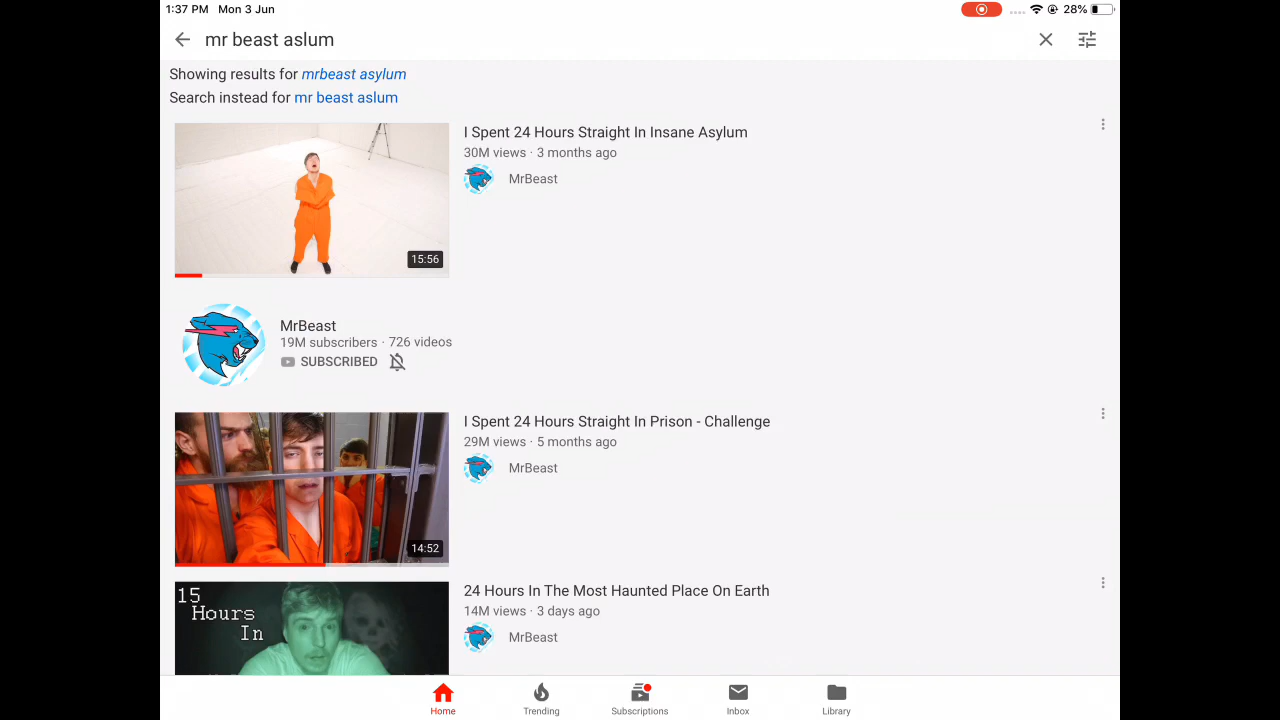 1:37 PM Mon 3 Jun
28%
mr beast aslum
Showing results for mrbeast asylum
Search instead for mr beast aslum
I Spent 24 Hours Straight In Insane Asylum
30M views · 3 months ago
MrBeast
15:56
MrBeast
19M subscribers · 726 videos
SUBSCRIBED
I Spent 24 Hours Straight In Prison - Challenge
29M views · 5 months ago
MrBeast
14:52
24 Hours In The Most Haunted Place On Earth
14M views · 3 days ago
MrBeast
15
Hours
In
Home
Trending
Subscriptions
Inbox
Library